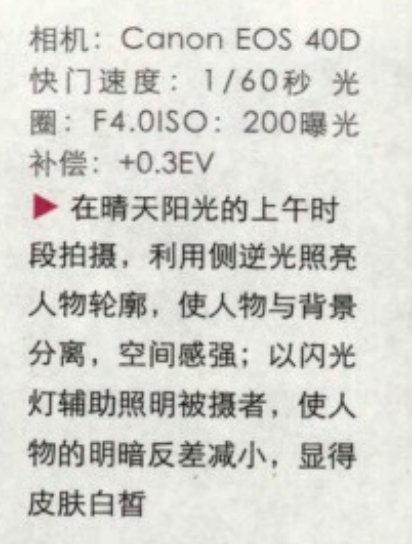 相机：Canon EOS 40D
快门速度：1/60秒 光
圈：F4.0ISO：200曝光
补偿：+0.3EV
▶ 在晴天阳光的上午时
段拍摄，利用侧逆光照亮
人物轮廓，使人物与背景
分离，空间感强；以闪光
灯辅助照明被摄者，使人
物的明暗反差减小，显得
皮肤白皙